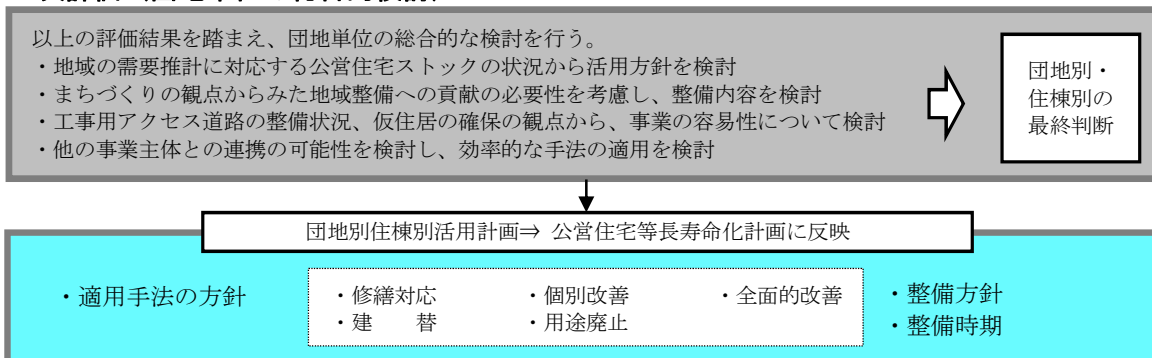 以上の評価結果を踏まえ、団地単位の総合的な検討を行う。
・地域の需要推計に対応する公営住宅ストックの状況から活用方針を検討
・まちづくりの観点からみた地域整備への貢献の必要性を考慮し、整備内容を検討
・工事用アクセス道路の整備状況、仮住居の確保の観点から、事業の容易性について検討
・他の事業主体との連携の可能性を検討し、効率的な手法の適用を検討
団地別・
住棟別の
最終判断
団地別住棟別活用計画⇒ 公営住宅等長寿命化計画に反映
・適用手法の方針
・修繕対応 ・個別改善 ・全面的改善
・建　　替 ・用途廃止
・整備方針
・整備時期